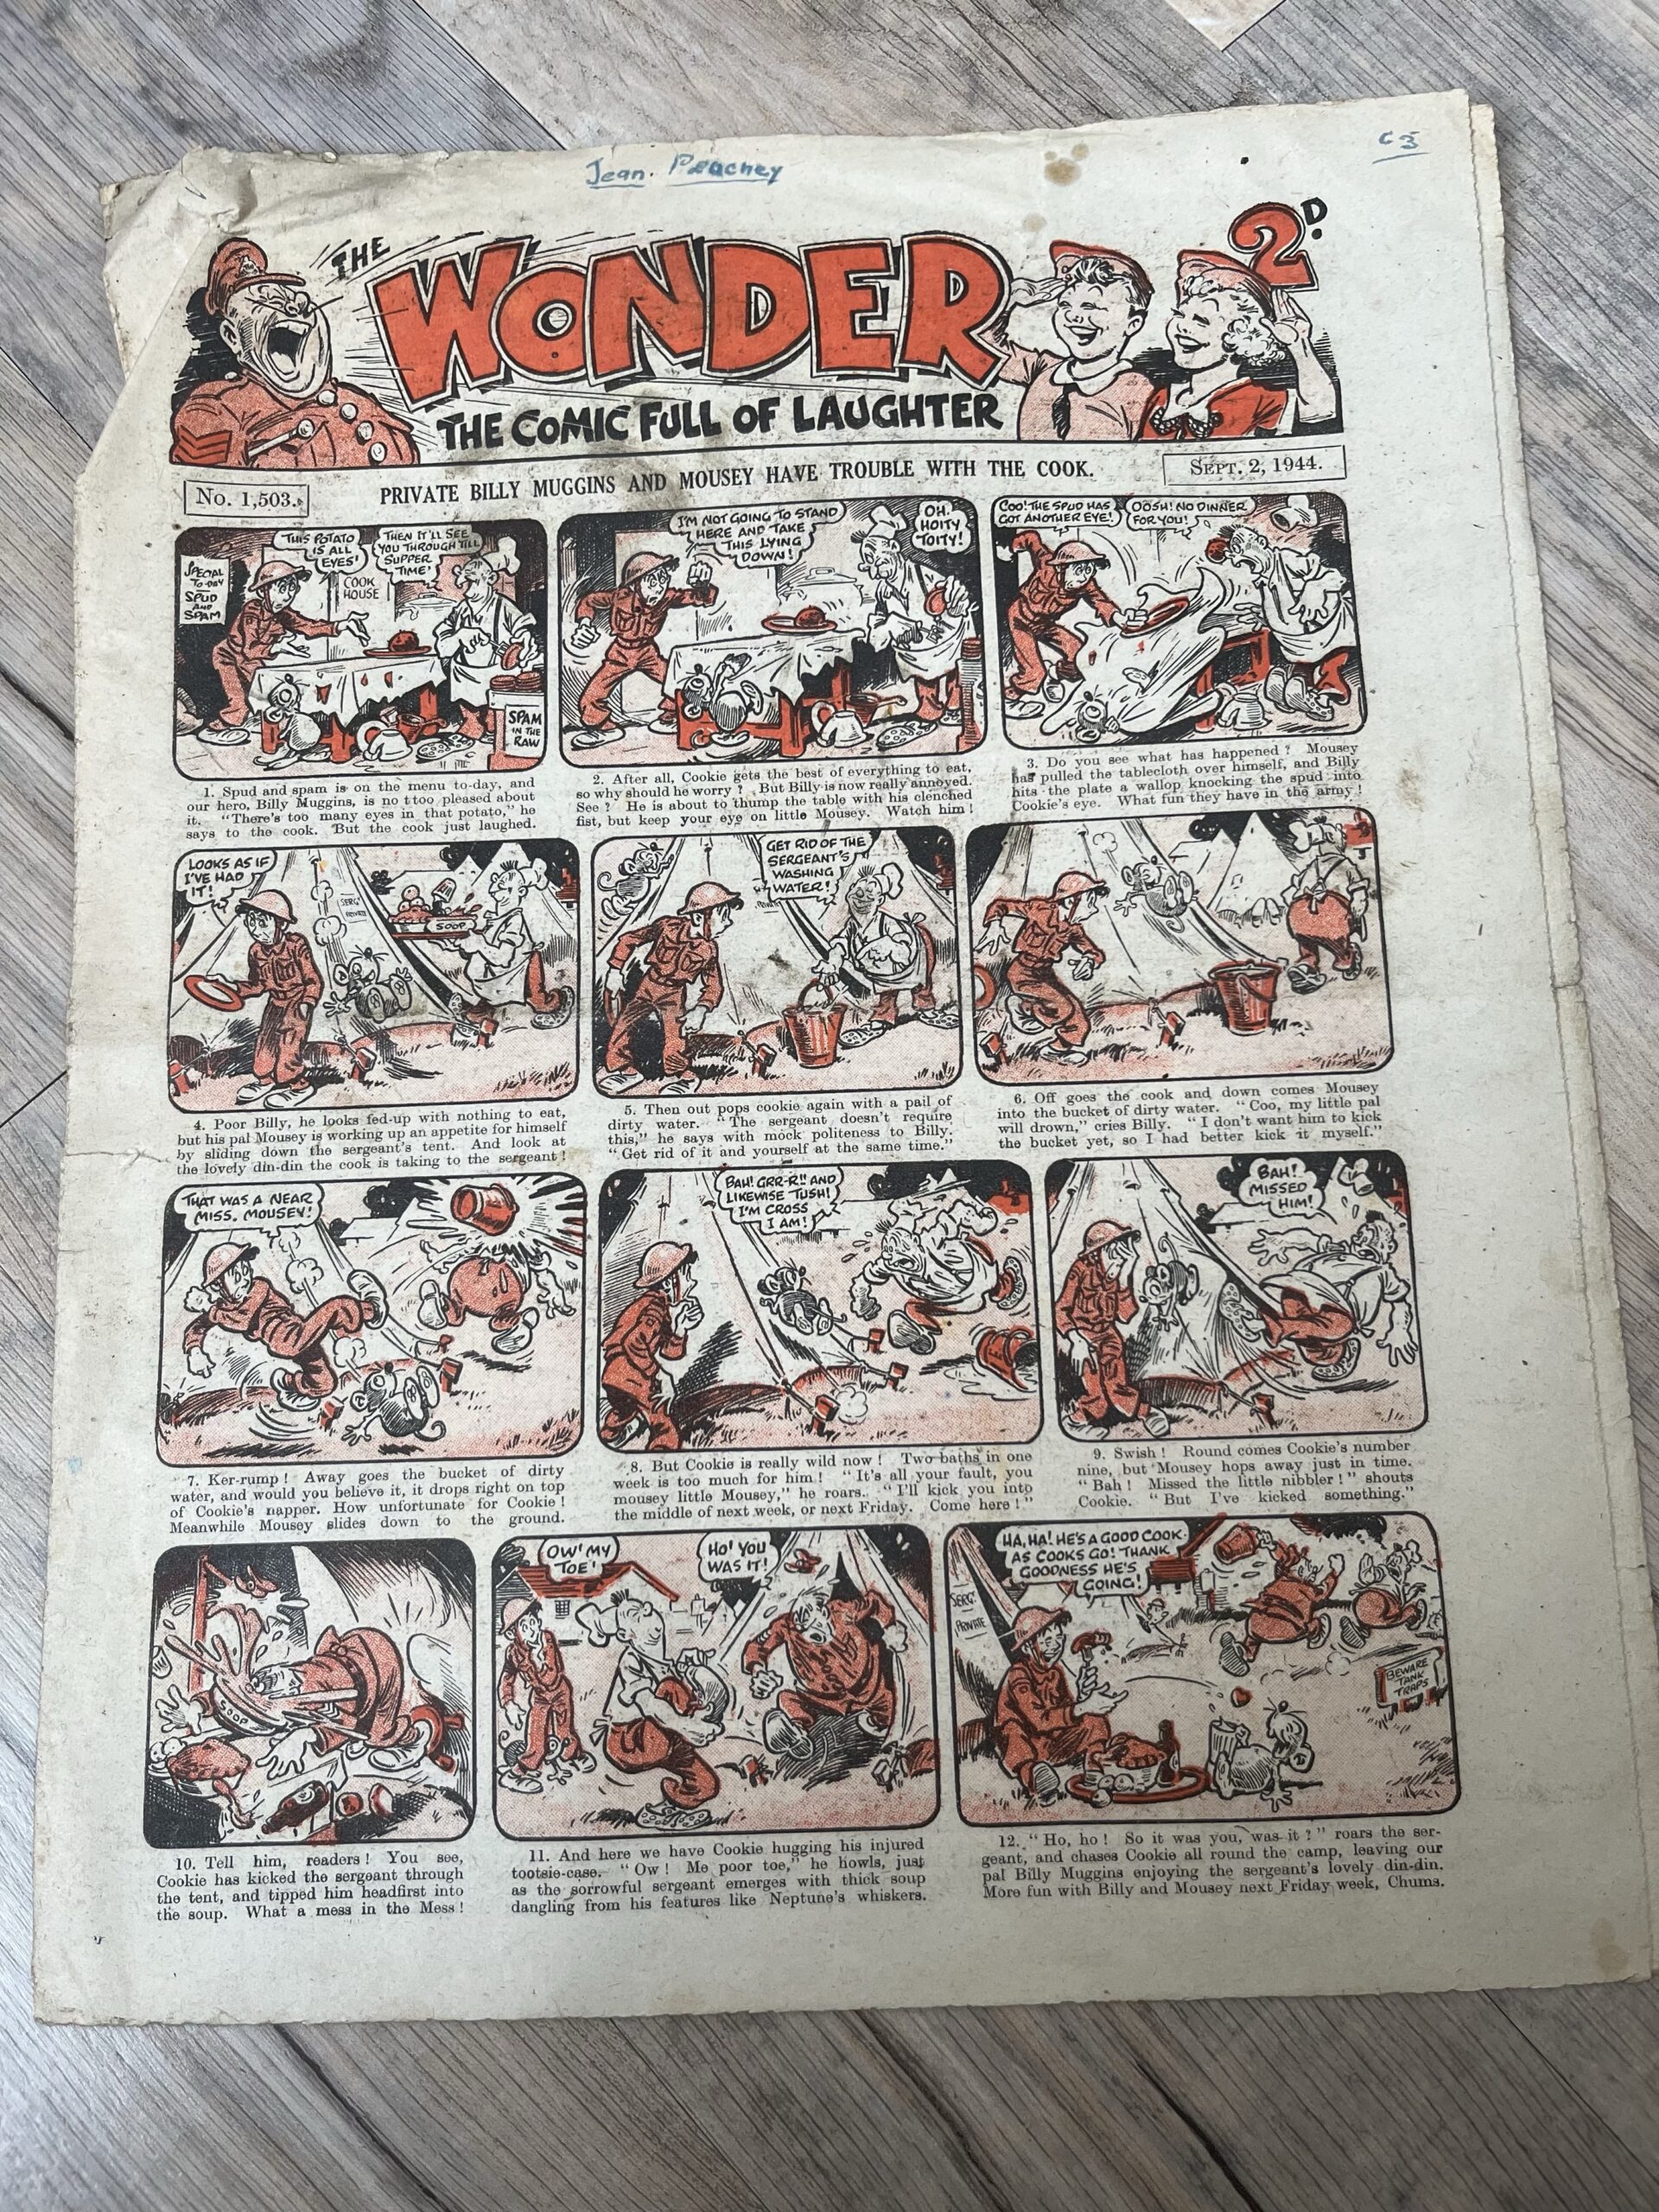 Jean. Peachey
C3
THE
WONDER
2D.
THE COMIC FULL OF LAUGHTER
No. 1,503.
PRIVATE BILLY MUGGINS AND MOUSEY HAVE TROUBLE WITH THE COOK.
SEPT. 2, 1944.
SPECIAL
TO-DAY
SPUD
AND
SPAM
THIS POTATO
IS ALL
EYES!
COOK
HOUSE
THEN IT'LL SEE
YOU THROUGH TILL
SUPPER
TIME!
SPAM
IN THE
RAW
1. Spud and spam is on the menu to-day, and
our hero, Billy Muggins, is no ttoo pleased about
it. "There's too many eyes in that potato," he
says to the cook. But the cook just laughed.
I'M NOT GOING TO STAND
HERE AND TAKE
THIS LYING
DOWN!
OH.
HOITY
TOITY!
2. After all, Cookie gets the best of everything to eat,
so why should he worry? But Billy is now really annoyed.
See? He is about to thump the table with his clenched
fist, but keep your eye on little Mousey. Watch him!
COO! THE SPUD HAS
GOT ANOTHER EYE!
OOSH! NO DINNER
FOR YOU!
3. Do you see what has happened? Mousey
has pulled the tablecloth over himself, and Billy
hits the plate a wallop knocking the spud into
Cookie's eye. What fun they have in the army!
LOOKS AS IF
I'VE HAD
IT!
SERG'
PRIVATE
SOOP
4. Poor Billy, he looks fed-up with nothing to eat,
but his pal Mousey is working up an appetite for himself
by sliding down the sergeant's tent. And look at
the lovely din-din the cook is taking to the sergeant!
GET RID OF THE
SERGEANT'S
WASHING
WATER!
5. Then out pops cookie again with a pail of
dirty water. "The sergeant doesn't require
this," he says with mock politeness to Billy.
"Get rid of it and yourself at the same time."
6. Off goes the cook and down comes Mousey
into the bucket of dirty water. "Coo, my little pal
will drown," cries Billy. "I don't want him to kick
the bucket yet, so I had better kick it myself."
THAT WAS A NEAR
MISS, MOUSEY!
7. Ker-rump! Away goes the bucket of dirty
water, and would you believe it, it drops right on top
of Cookie's napper. How unfortunate for Cookie!
Meanwhile Mousey slides down to the ground.
BAH! GRR-R!! AND
LIKEWISE TUSH!
I'M CROSS
I AM!
8. But Cookie is really wild now! Two baths in one
week is too much for him! "It's all your fault, you
mousey little Mousey," he roars. "I'll kick you into
the middle of next week, or next Friday. Come here!"
BAH!
MISSED
HIM!
9. Swish! Round comes Cookie's number
nine, but Mousey hops away just in time.
"Bah! Missed the little nibbler!" shouts
Cookie. "But I've kicked something."
SOOP
10. Tell him, readers! You see,
Cookie has kicked the sergeant through
the tent, and tipped him headfirst into
the soup. What a mess in the Mess!
OW! MY
TOE!
HO! YOU
WAS IT!
11. And here we have Cookie hugging his injured
tootsie-case. "Ow! Me poor toe," he howls, just
as the sorrowful sergeant emerges with thick soup
dangling from his features like Neptune's whiskers.
HA, HA! HE'S A GOOD COOK
AS COOKS GO! THANK
GOODNESS HE'S
GOING!
SERG'
PRIVATE
BEWARE
TANK
TRAPS
12. "Ho, ho! So it was you, was it?" roars the ser-
geant, and chases Cookie all round the camp, leaving our
pal Billy Muggins enjoying the sergeant's lovely din-din.
More fun with Billy and Mousey next Friday week, Chums.